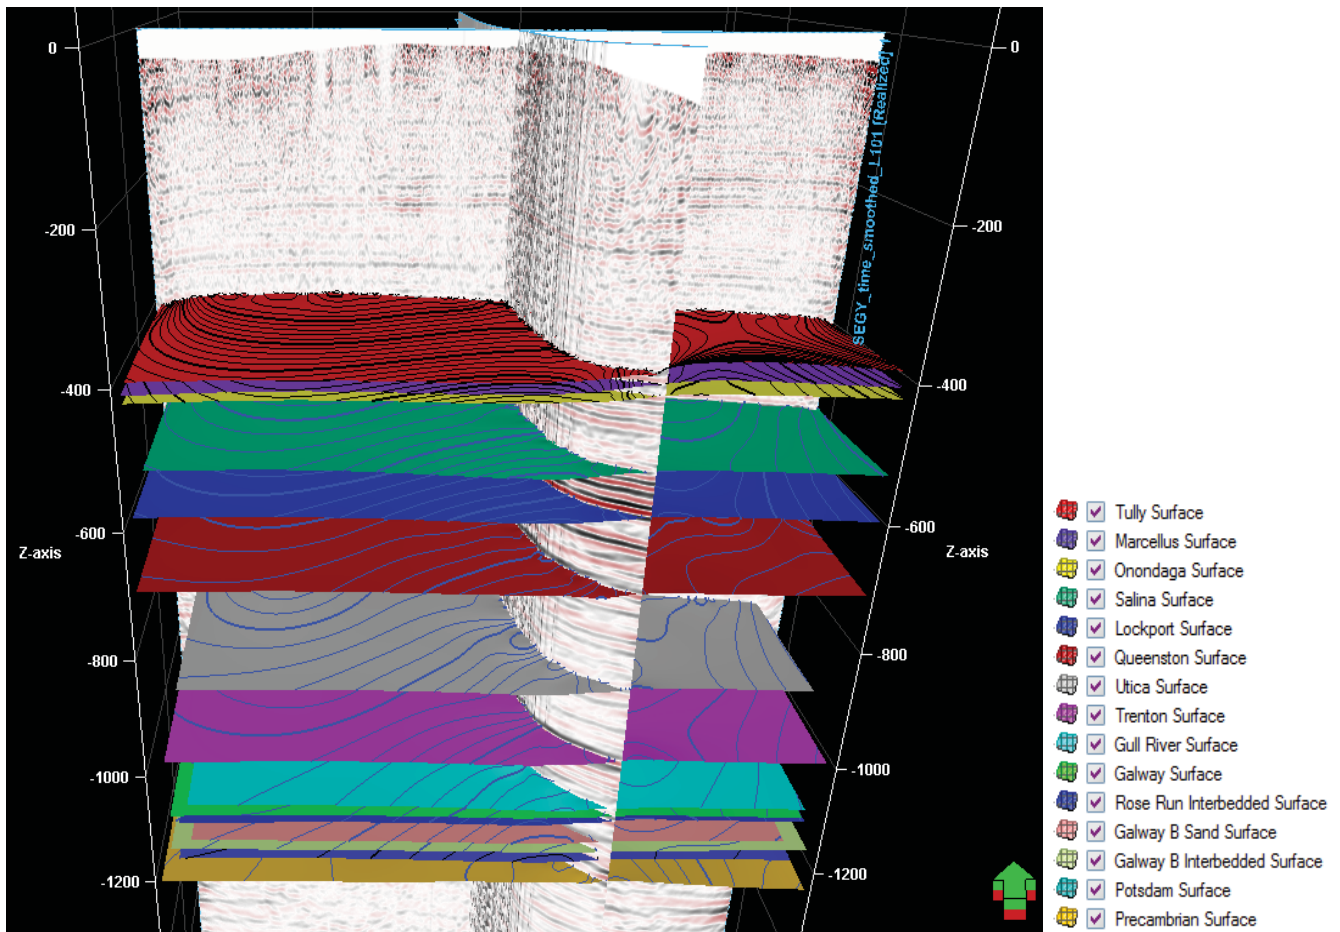 0
0
-200
-200
SEGY_time_smoothed_L101 [Realized] 1
-400
-400
-600
-600
Z-axis
Z-axis
-800
-800
-1000
-1000
-1200
-1200
Tully Surface
Marcellus Surface
Onondaga Surface
Salina Surface
Lockport Surface
Queenston Surface
Utica Surface
Trenton Surface
Gull River Surface
Galway Surface
Rose Run Interbedded Surface
Galway B Sand Surface
Galway B Interbedded Surface
Potsdam Surface
Precambrian Surface